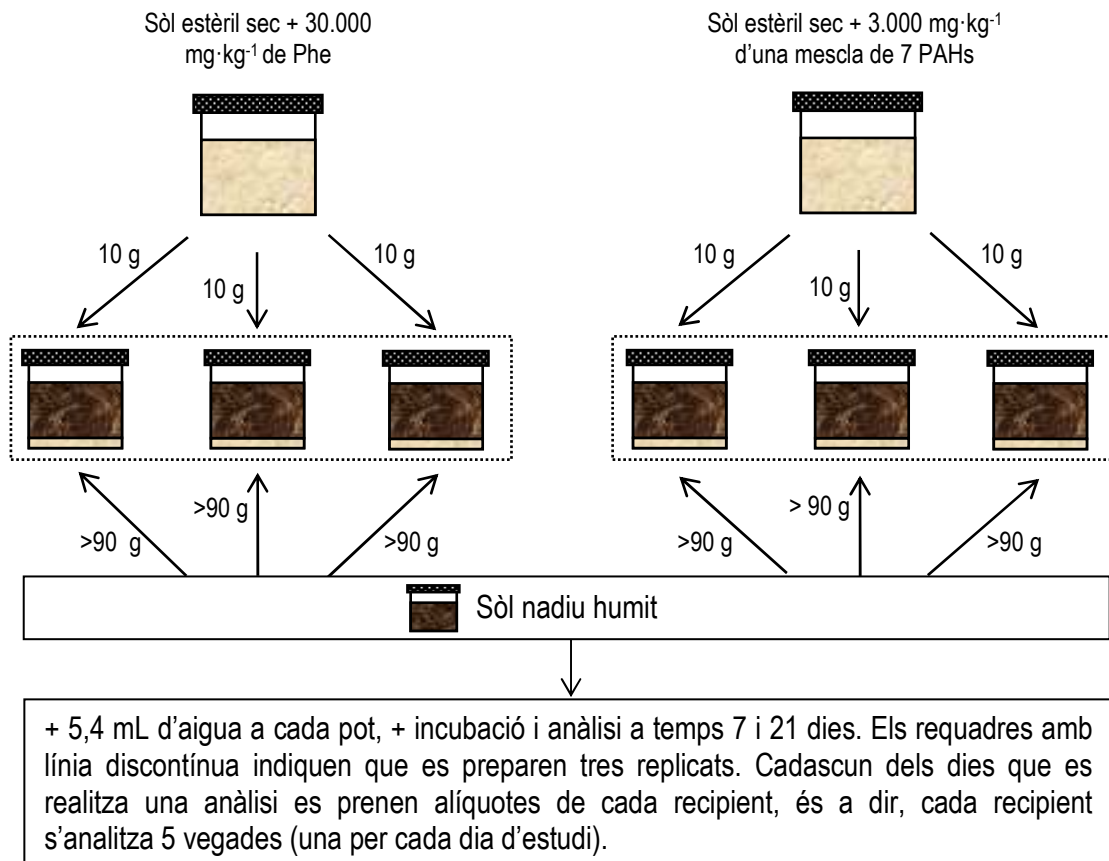 Sòl estèril sec + 30.000
mg·kg-1 de Phe
Sòl estèril sec + 3.000 mg·kg-1
d’una mescla de 7 PAHs
10 g
10 g
10 g
10 g
10 g
10 g
>90 g
>90 g
>90 g
>90 g
> 90 g
>90 g
Sòl nadiu humit
+ 5,4 mL d’aigua a cada pot, + incubació i anàlisi a temps 7 i 21 dies. Els requadres amb
línia discontínua indiquen que es preparen tres replicats. Cadascun dels dies que es
realitza una anàlisi es prenen alíquotes de cada recipient, és a dir, cada recipient
s’analitza 5 vegades (una per cada dia d’estudi).